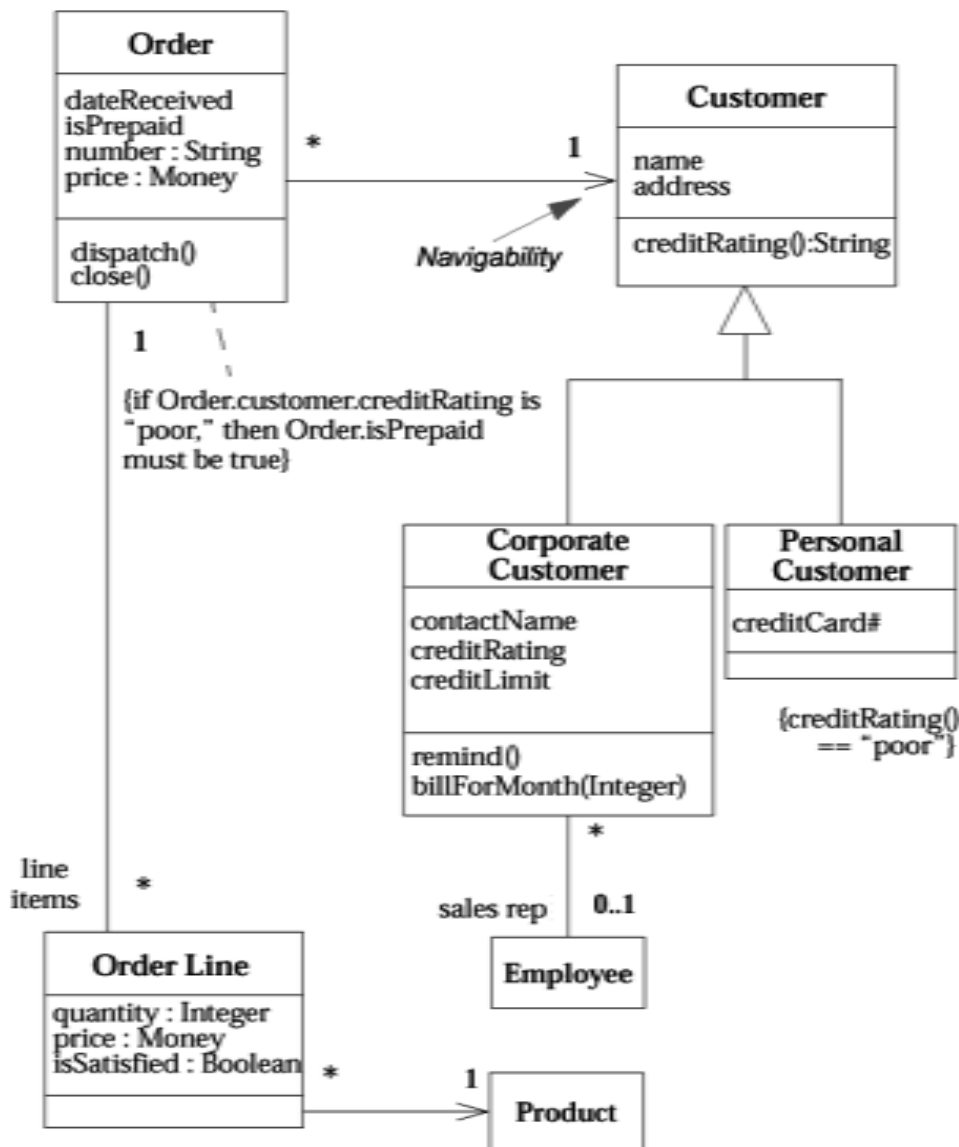 Order
dateReceived
isPrepaid
number : String
price : Money
dispatch()
close()
*
1
Navigability
Customer
name
address
creditRating():String
1
{if Order.customer.creditRating is
"poor," then Order.isPrepaid
must be true}
Corporate
Customer
contactName
creditRating
creditLimit
remind()
billForMonth(Integer)
Personal
Customer
creditCard#
{creditRating()
== "poor"}
*
sales rep
0..1
Employee
line
items
*
Order Line
quantity : Integer
price : Money
isSatisfied : Boolean
*
1
Product